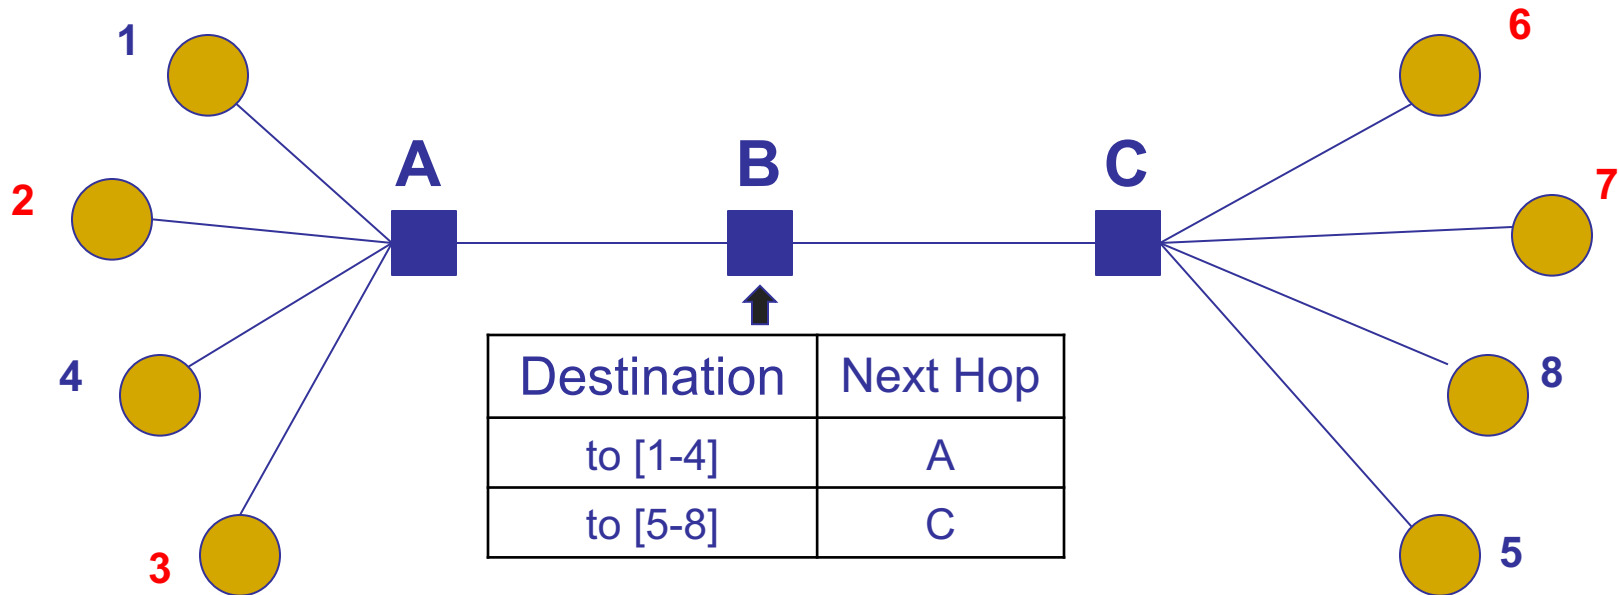 1
6
A
B
C
2
7
4
8
Destination Next Hop
to [1-4] A
to [5-8] C
3
5